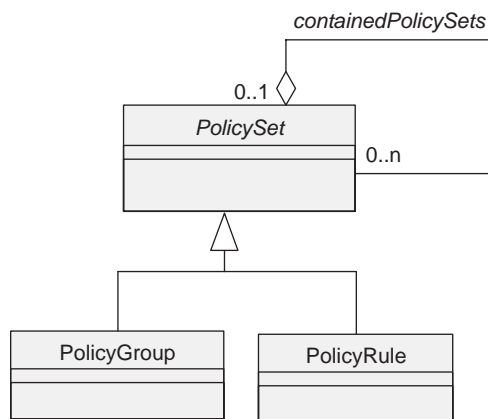 containedPolicySets
0..1
PolicySet
0..n
PolicyGroup
PolicyRule